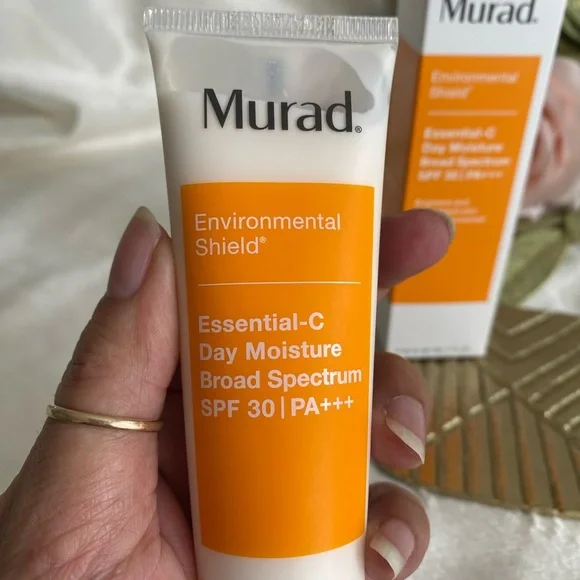 Murad.
Environmental
Shield®
Essential-C
Day Moisture
Broad Spectrum
SPF 30 | PA+++
Murad.
Environmental
Shield®
Essential-C
Day Moisture
Broad Spectrum
SPF 30 | PA+++